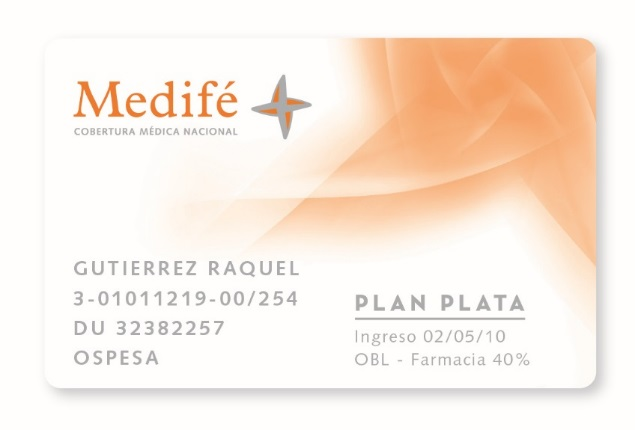 Medifé
COBERTURA MÉDICA NACIONAL
GUTIERREZ RAQUEL
3-01011219-00/254
DU 32382257
OSPESA
PLAN PLATA
Ingreso 02/05/10
OBL - Farmacia 40%